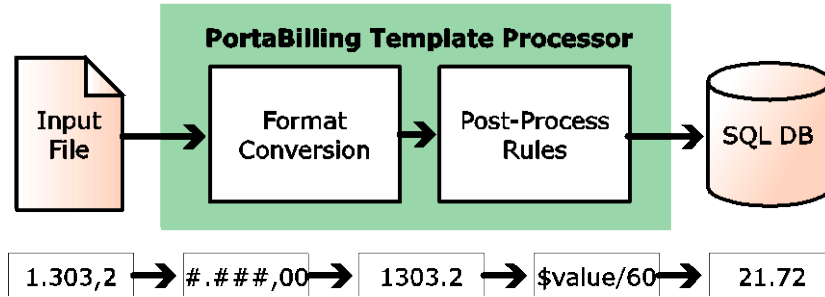 PortaBilling Template Processor
Input
File
Format
Conversion
Post-Process
Rules
SQL DB
1.303,2
#.###,00
1303.2
$value/60
21.72